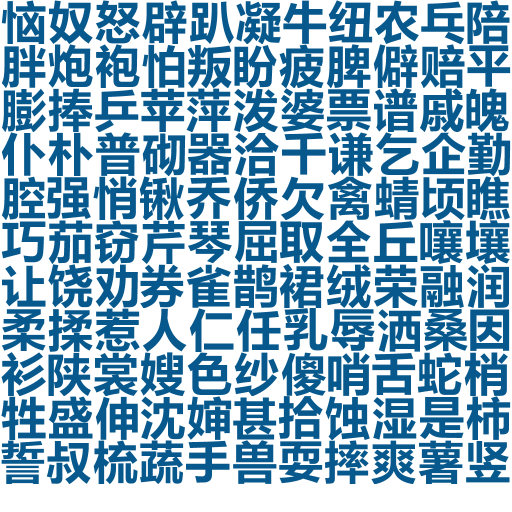 恼奴怒辟趴凝牛纽农乓陪
胖炮袍怕叛盼疲脾僻赔平
膨捧乒苹萍泼婆票谱戚魄
仆朴普砌器洽干谦乞企勤
腔强悄锹乔侨欠禽蜻顷瞧
巧茄窃芹琴屈取全丘嚷壤
让饶劝券雀鹊裙绒荣融润
柔揉惹人仁任乳辱洒桑因
衫陕裳嫂色纱傻哨舌蛇梢
牲盛伸沈婶甚拾蚀湿是柿
誓叔梳蔬手兽耍摔爽薯竖